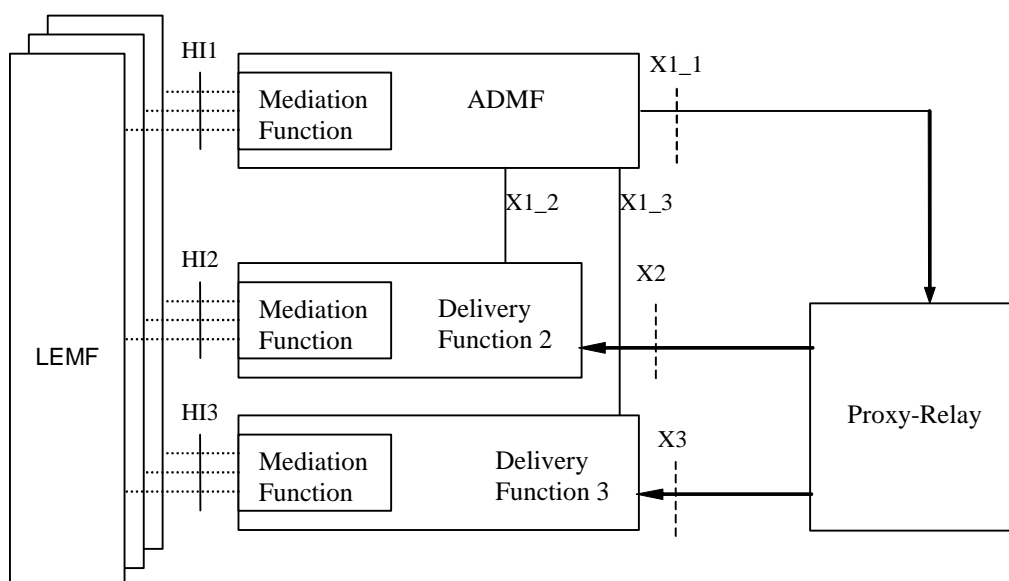 HI1
X1_1
Mediation
Function
ADMF
X1_2
X1_3
HI2
X2
Mediation
Function
Delivery
Function 2
LEMF
HI3
X3
Proxy-Relay
Mediation
Function
Delivery
Function 3